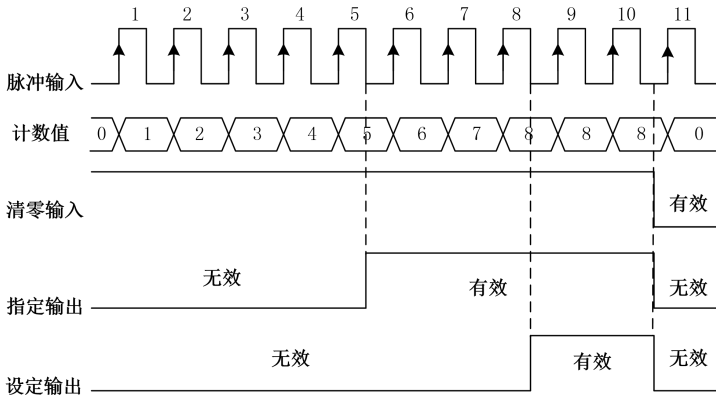 1 2 3 4 5 6 7 8 9 10 11
脉冲输入
计数值 0 1 2 3 4 5 6 7 8 8 8 0
清零输入 有效
指定输出 无效 有效 无效
设定输出 无效 有效 无效